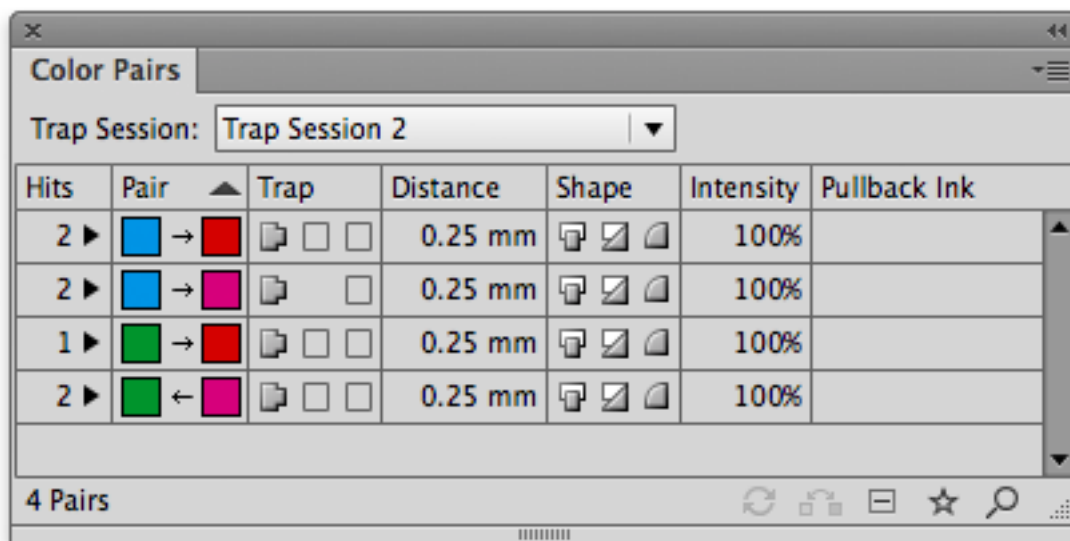 Color Pairs
Trap Session: Trap Session 2
Hits Pair Trap Distance Shape Intensity Pullback Ink
2 → 0.25 mm 100%
2 → 0.25 mm 100%
1 → 0.25 mm 100%
2 ← 0.25 mm 100%
4 Pairs